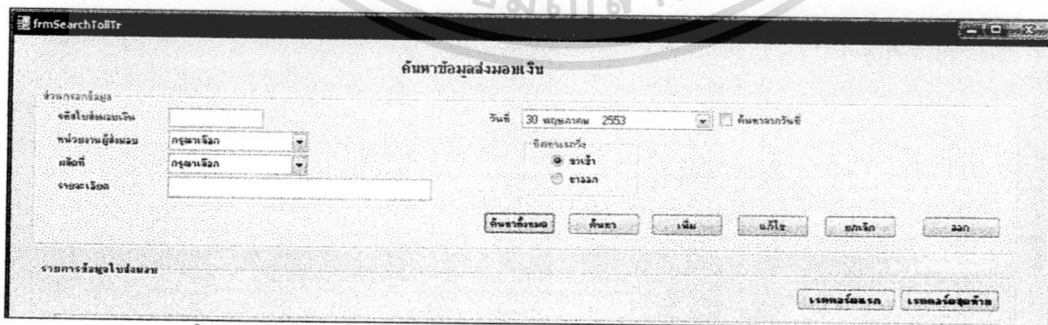 frmSearchTollTr
ค้นหาข้อมูลส่งมอบเงิน
ส่วนกรอกข้อมูล
รหัสใบส่งมอบเงิน
วันที่ 30 พฤษภาคม 2553 ค้นหาจากวันที่
หน่วยงานผู้ส่งมอบ กรุณาเลือก
ทิศทางรถวิ่ง
ขาเข้า
ผลัดที่ กรุณาเลือก
ขาออก
รายละเอียด
ค้นหาทั้งหมด ค้นหา เพิ่ม แก้ไข ยกเลิก ออก
รายการข้อมูลใบส่งมอบ
เรคคอร์ดแรก เรคคอร์ดสุดท้าย